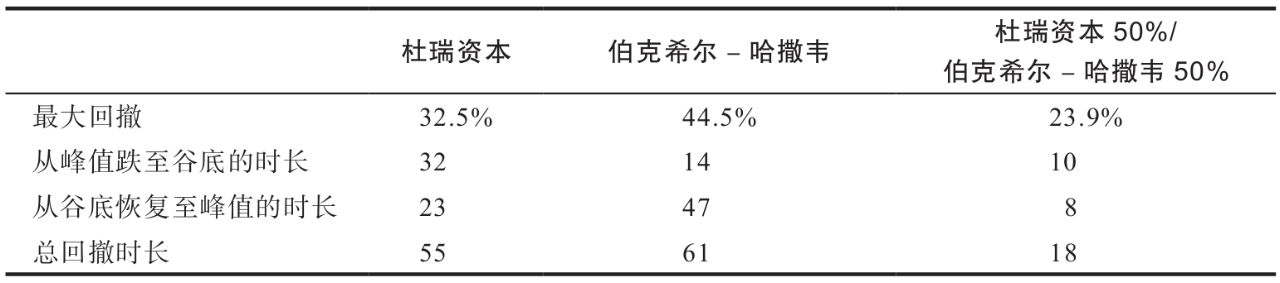 杜瑞资本 伯克希尔 – 哈撒韦 杜瑞资本 50%/
伯克希尔 – 哈撒韦 50%
最大回撤 32.5% 44.5% 23.9%
从峰值跌至谷底的时长 32 14 10
从谷底恢复至峰值的时长 23 47 8
总回撤时长 55 61 18